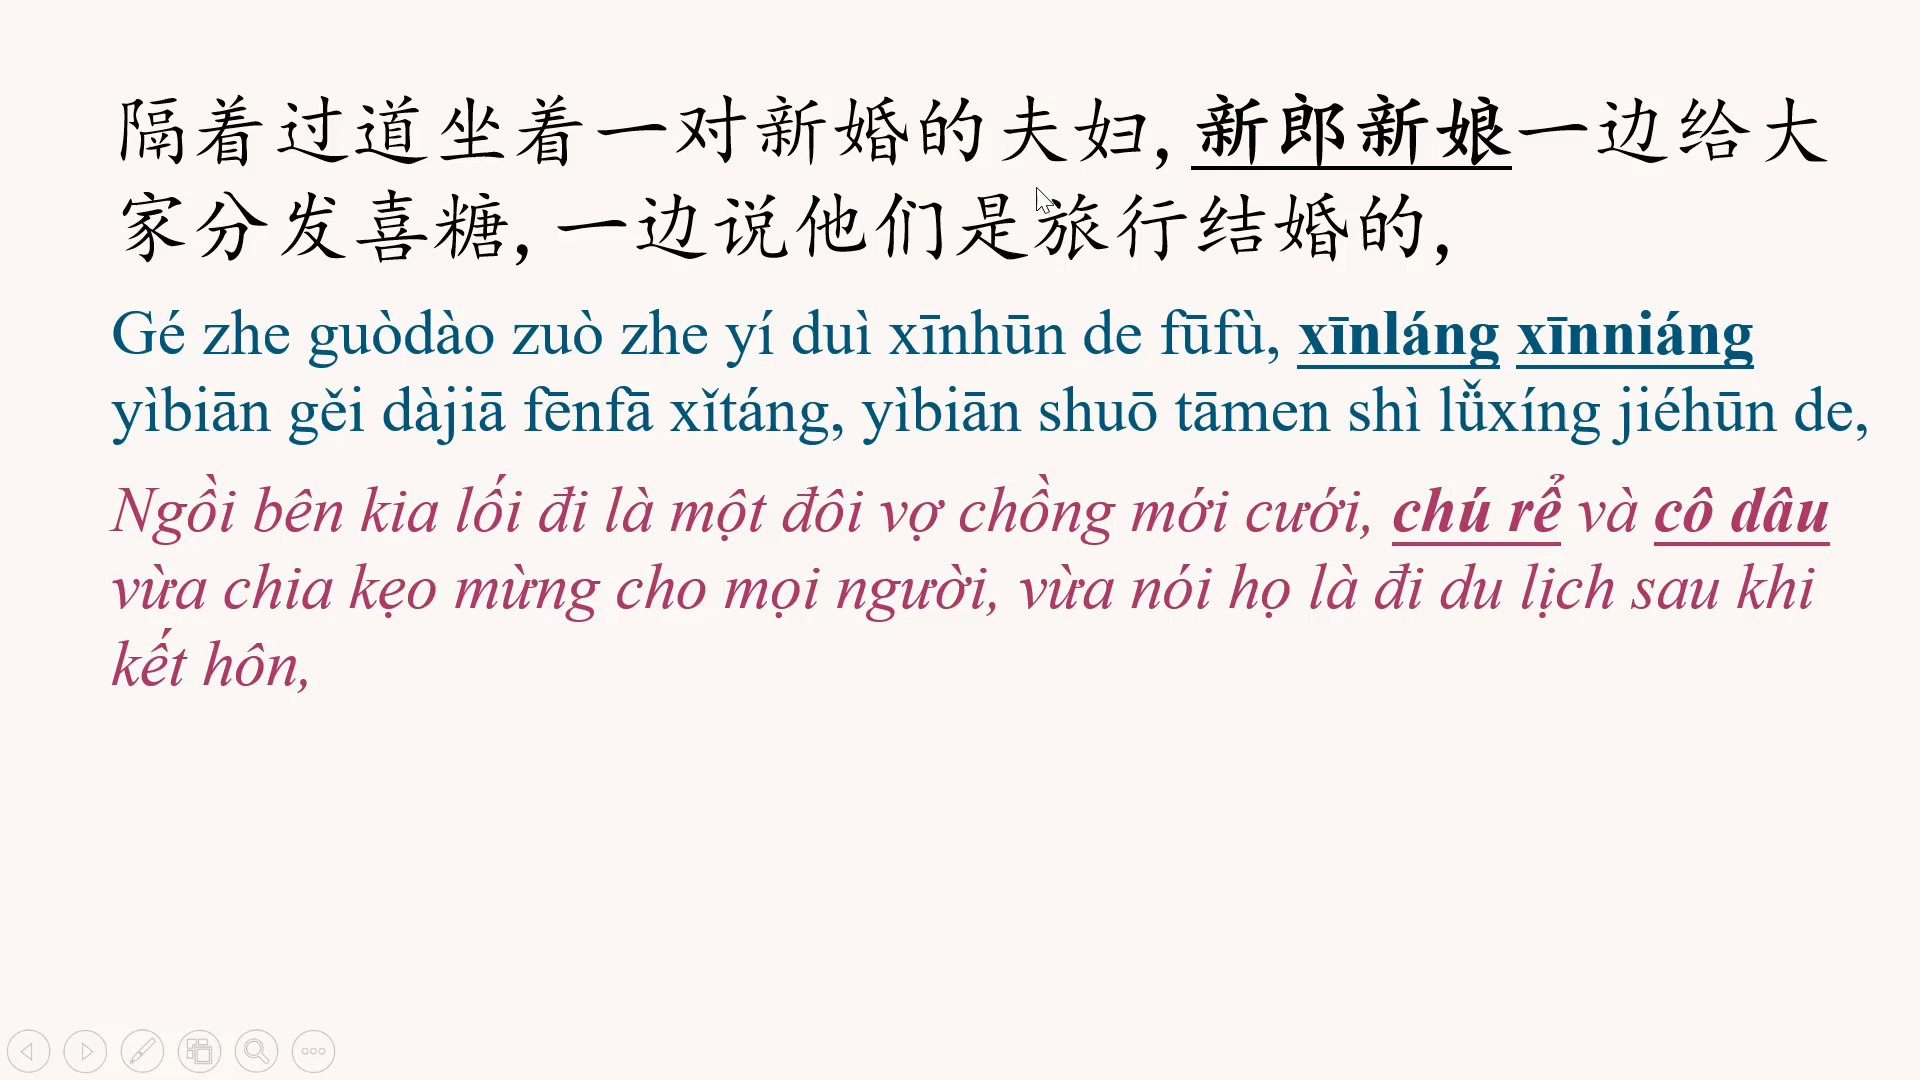 隔着过道坐着一对新婚的夫妇,新郎新娘一边给大
家分发喜糖,一边说他们是旅行结婚的,
Gé zhe guòdào zuò zhe yí duì xīnhūn de fūfù, xīnláng xīnniáng
yìbiān gěi dàjiā fēnfā xǐtáng, yìbiān shuō tāmen shì lǚxíng jiéhūn de,
Ngồi bên kia lối đi là một đôi vợ chồng mới cưới, chú rể và cô dâu
vừa chia kẹo mừng cho mọi người, vừa nói họ là đi du lịch sau khi
kết hôn,